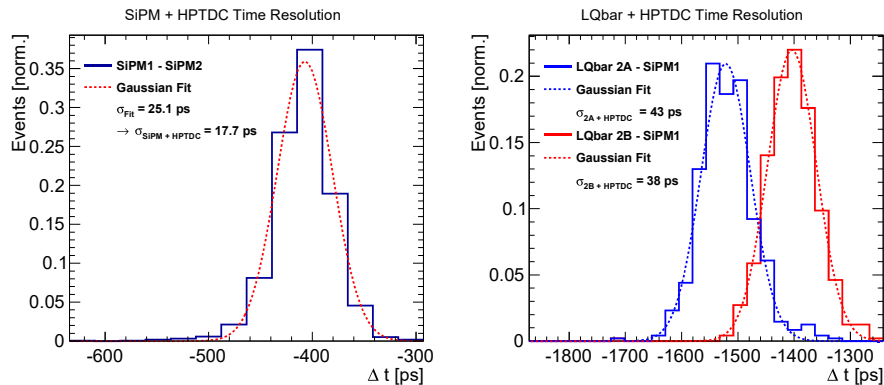 SiPM + HPTDC Time Resolution
Events [norm.]
0.35
0.3
0.25
0.2
0.15
0.1
0.05
0
SiPM1 - SiPM2
Gaussian Fit
σFit = 25.1 ps
→ σSiPM + HPTDC = 17.7 ps
-600
-500
-400
-300
Δ t [ps]
LQbar + HPTDC Time Resolution
Events [norm.]
0.2
0.15
0.1
0.05
0
LQbar 2A - SiPM1
Gaussian Fit
σ2A + HPTDC = 43 ps
LQbar 2B - SiPM1
Gaussian Fit
σ2B + HPTDC = 38 ps
-1800
-1700
-1600
-1500
-1400
-1300
Δ t [ps]